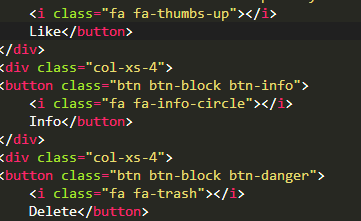 <i class="fa fa-thumbs-up"></i>
Like</button>
</div>
<div class="col-xs-4">
<button class="btn btn-block btn-info">
<i class="fa fa-info-circle"></i>
Info</button>
</div>
<div class="col-xs-4">
<button class="btn btn-block btn-danger">
<i class="fa fa-trash"></i>
Delete</button>